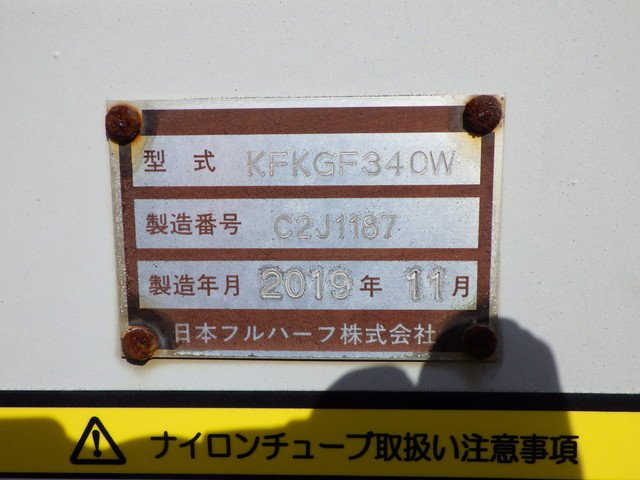 型式 KFKGF340W
製造番号 C2J1187
製造年月 2019年 11月
日本フルハーフ株式会社
⚠ ナイロンチューブ取扱い注意事項